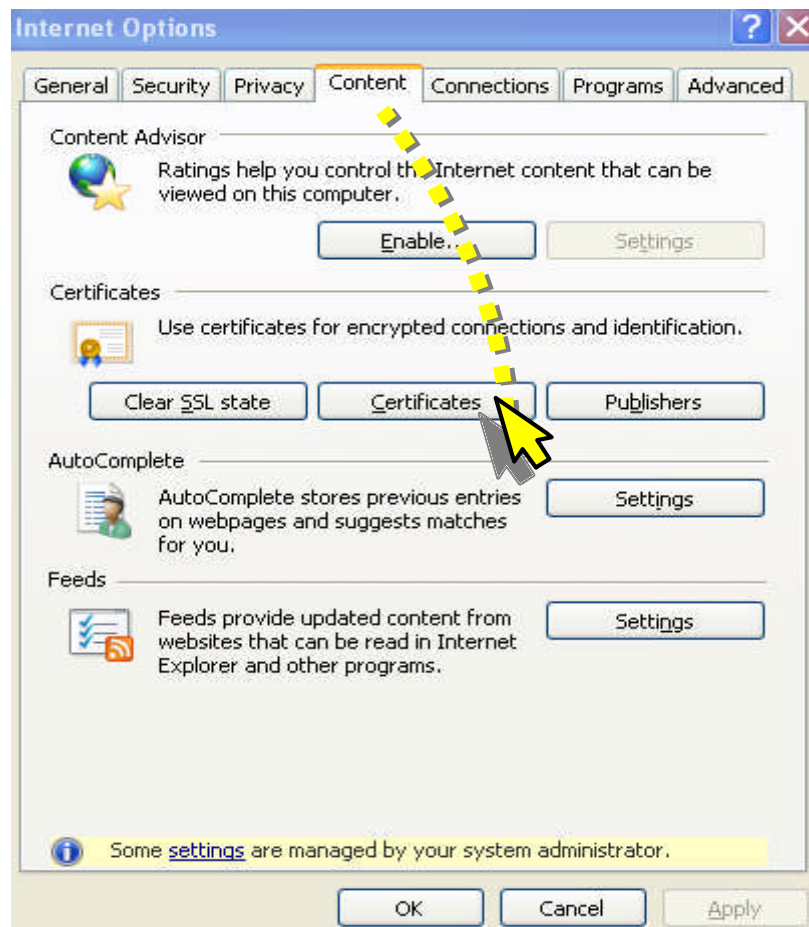 Internet Options
General Security Privacy Content Connections Programs Advanced
Content Advisor
Ratings help you control the Internet content that can be
viewed on this computer.
Enable.. Settings
Certificates
Use certificates for encrypted connections and identification.
Clear SSL state Certificates Publishers
AutoComplete
AutoComplete stores previous entries
on webpages and suggests matches
for you.
Settings
Feeds
Feeds provide updated content from
websites that can be read in Internet
Explorer and other programs.
Settings
Some settings are managed by your system administrator.
OK Cancel Apply